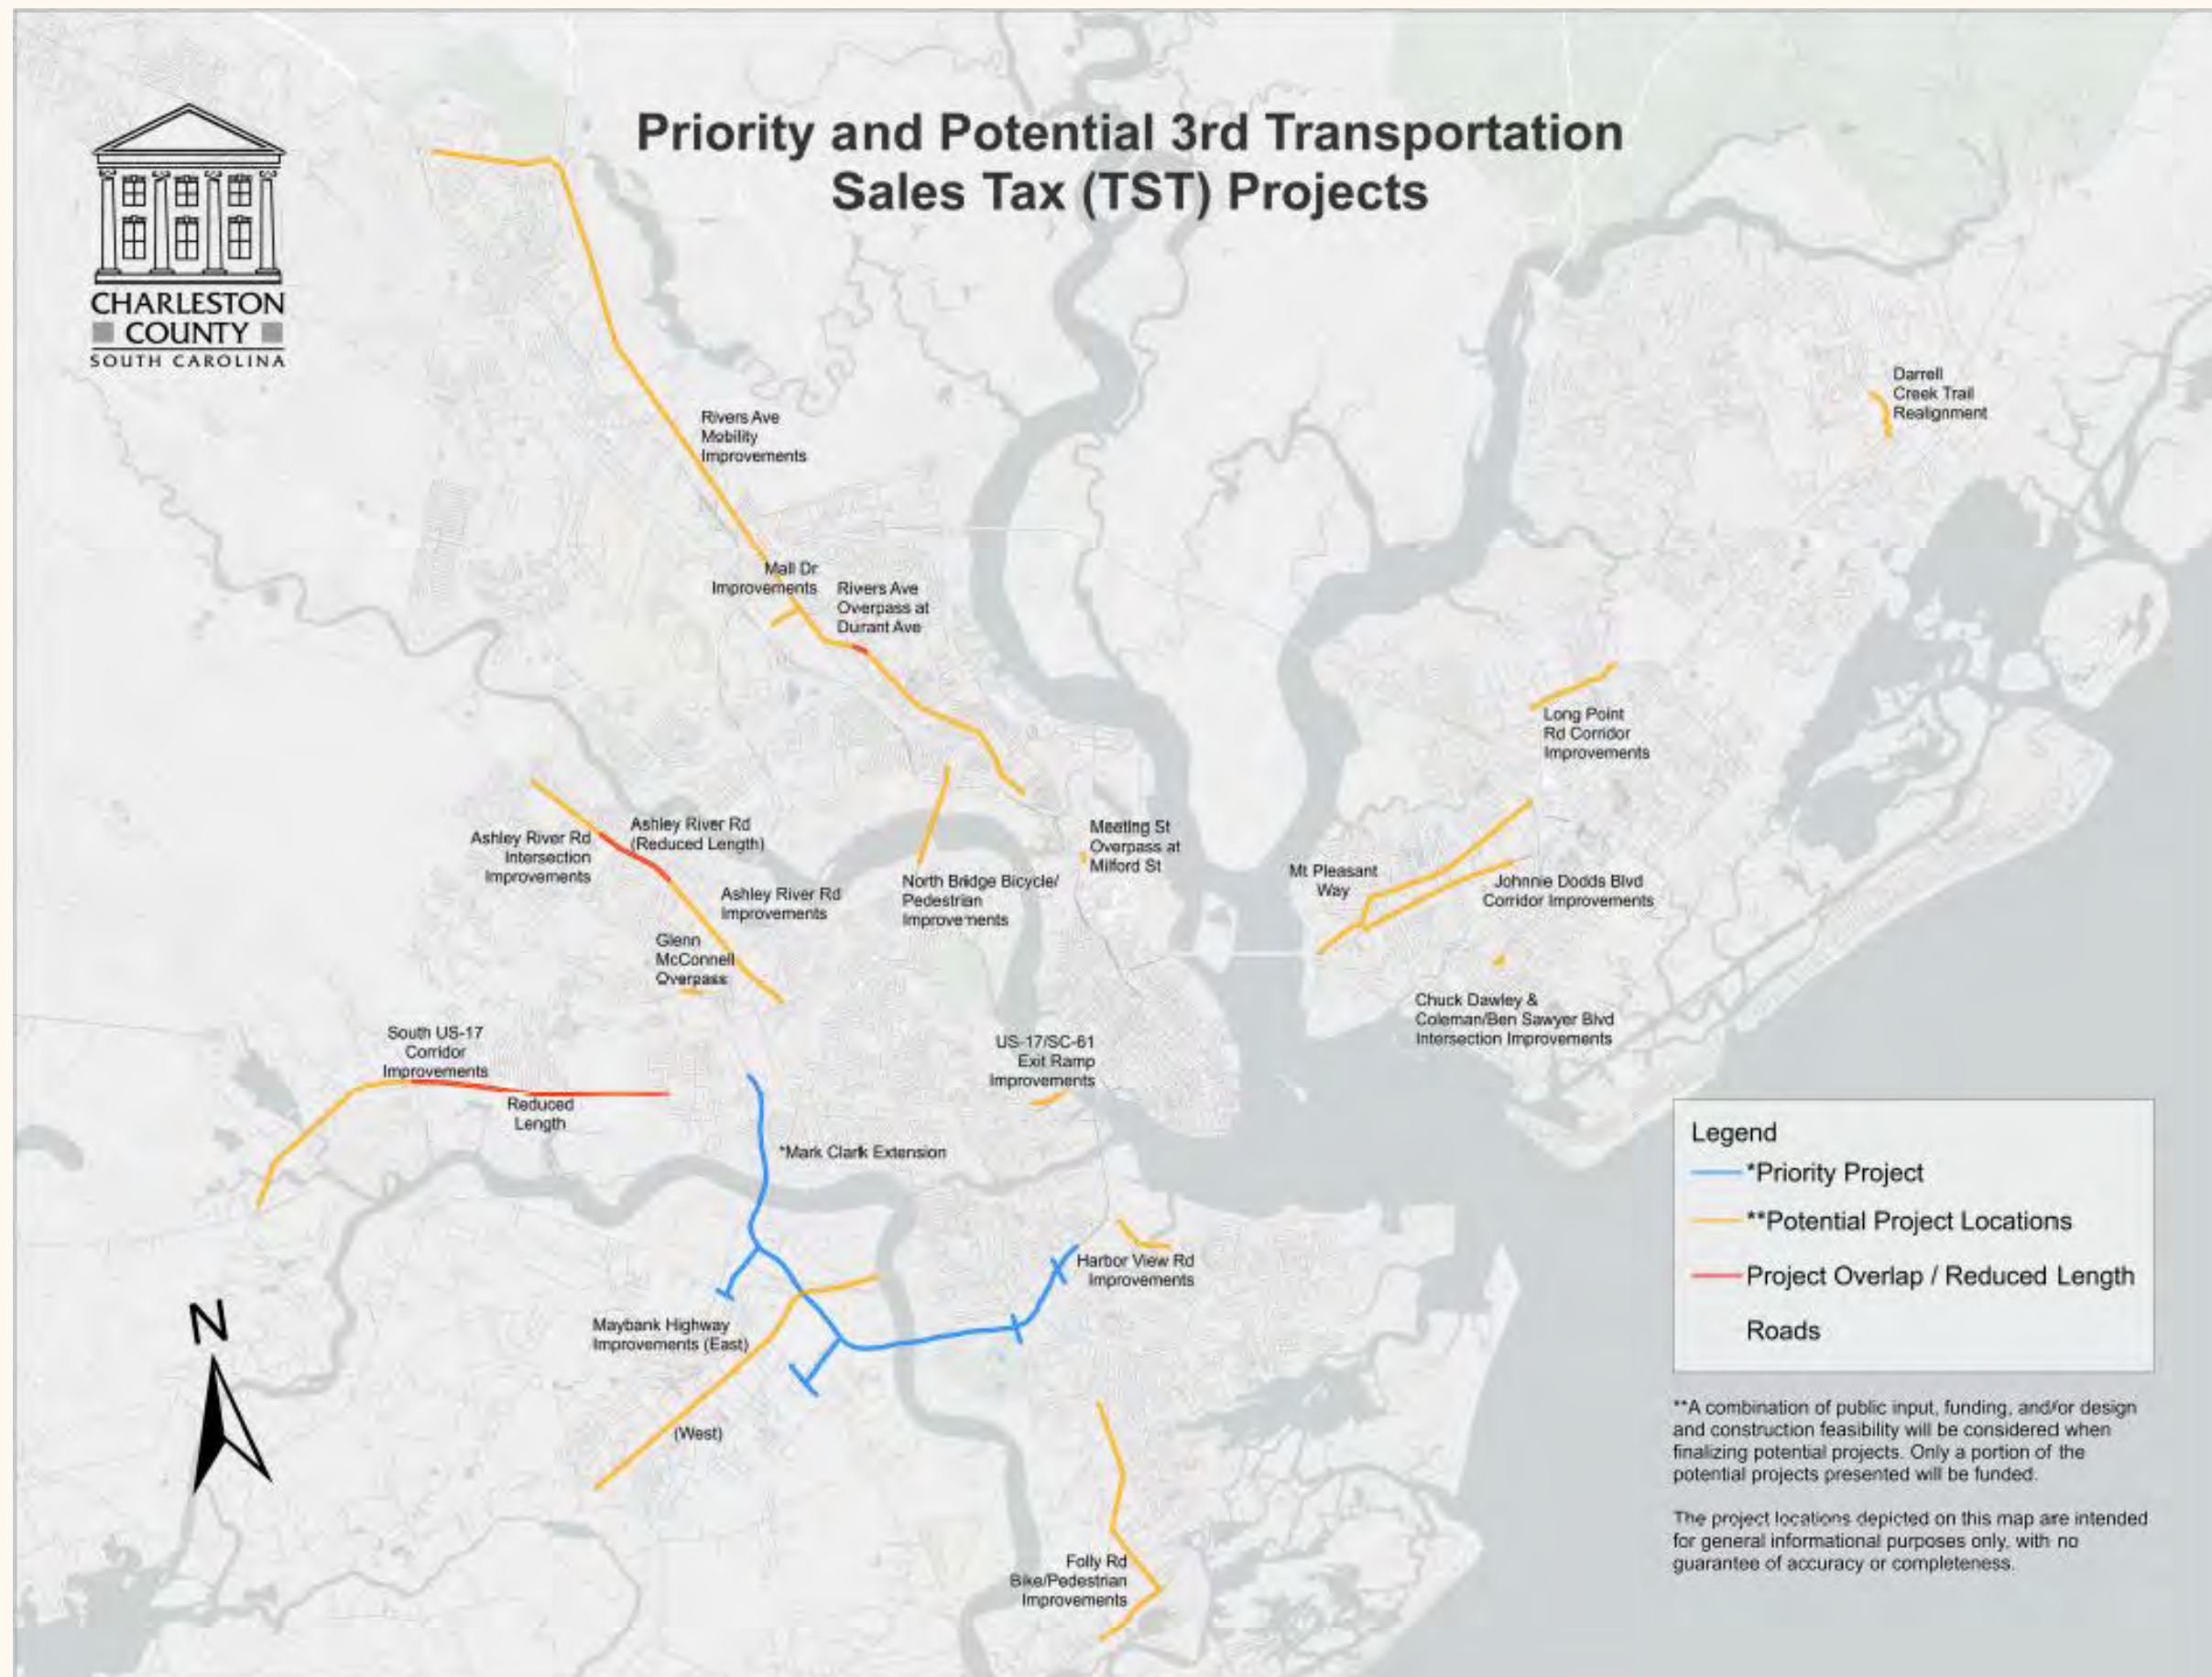 Priority and Potential 3rd Transportation
Sales Tax (TST) Projects
CHARLESTON
COUNTY
SOUTH CAROLINA
Darrell
Creek Trail
Realignment
Rivers Ave
Mobility
Improvements
Mall Dr
Improvements
Rivers Ave
Overpass at
Durant Ave
Long Point
Rd Corridor
Improvements
Ashley River Rd
Intersection
Improvements
Ashley River Rd
(Reduced Length)
Ashley River Rd
Improvements
North Bridge Bicycle/
Pedestrian
Improvements
Meeting St
Overpass at
Milford St
Mt Pleasant
Way
Johnnie Dodds Blvd
Corridor Improvements
Glenn
McConnell
Overpass
Chuck Dawley &
Coleman/Ben Sawyer Blvd
Intersection Improvements
South US-17
Corridor
Improvements
Reduced
Length
US-17/SC-61
Exit Ramp
Improvements
*Mark Clark Extension
Harbor View Rd
Improvements
Maybank Highway
Improvements (East)
(West)
Folly Rd
Bike/Pedestrian
Improvements
N
Legend
*Priority Project
**Potential Project Locations
Project Overlap / Reduced Length
Roads
**A combination of public input, funding, and/or design
and construction feasibility will be considered when
finalizing potential projects. Only a portion of the
potential projects presented will be funded.
The project locations depicted on this map are intended
for general informational purposes only, with no
guarantee of accuracy or completeness.